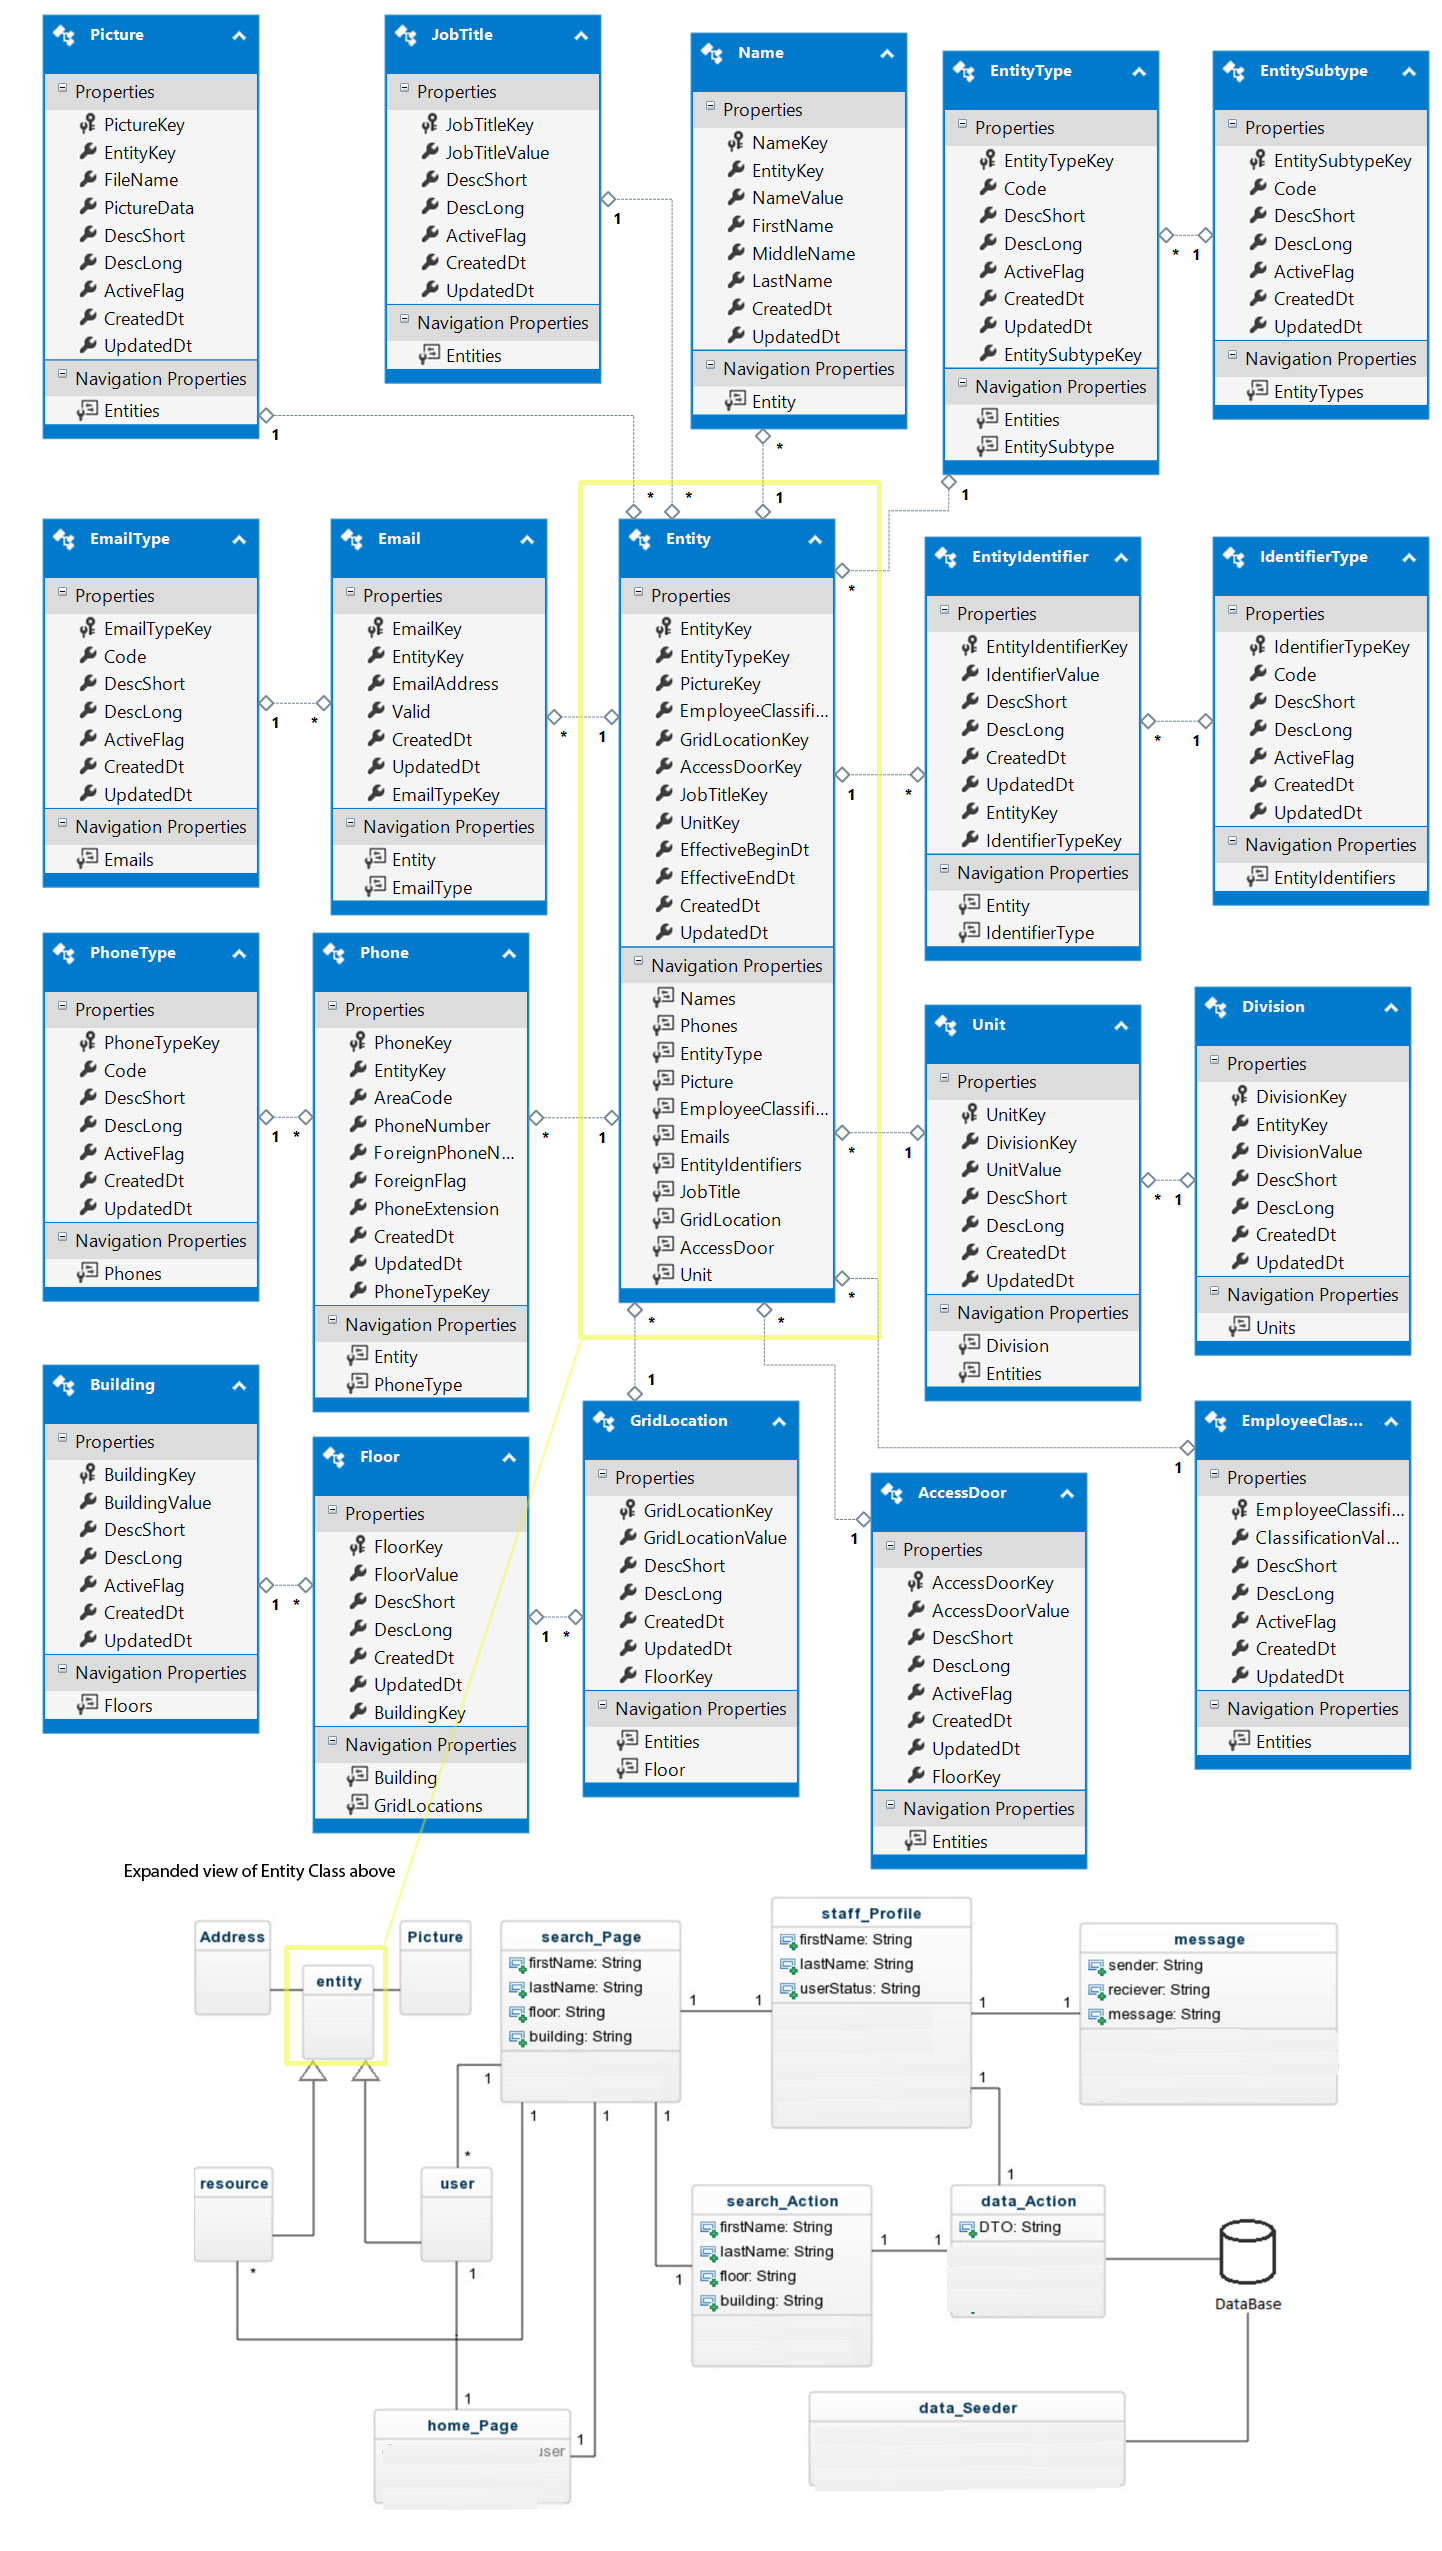 Picture
Properties
PictureKey
EntityKey
FileName
PictureData
DescShort
DescLong
ActiveFlag
CreatedDt
UpdatedDt
Navigation Properties
Entities
1
JobTitle
Properties
JobTitleKey
JobTitleValue
DescShort
DescLong
ActiveFlag
CreatedDt
UpdatedDt
Navigation Properties
Entities
1
Name
Properties
NameKey
EntityKey
NameValue
FirstName
MiddleName
LastName
CreatedDt
UpdatedDt
Navigation Properties
Entity
*
EntityType
Properties
EntityTypeKey
Code
DescShort
DescLong
ActiveFlag
CreatedDt
UpdatedDt
EntitySubtypeKey
Navigation Properties
Entities
EntitySubtype
* 1
1
EntitySubtype
Properties
EntitySubtypeKey
Code
DescShort
DescLong
ActiveFlag
CreatedDt
UpdatedDt
Navigation Properties
EntityTypes
* * 1
EmailType
Properties
EmailTypeKey
Code
DescShort
DescLong
ActiveFlag
CreatedDt
UpdatedDt
Navigation Properties
Emails
1 *
Email
Properties
EmailKey
EntityKey
EmailAddress
Valid
CreatedDt
UpdatedDt
EmailTypeKey
Navigation Properties
Entity
EmailType
* 1
Entity
Properties
EntityKey
EntityTypeKey
PictureKey
EmployeeClassifi...
GridLocationKey
AccessDoorKey
JobTitleKey
UnitKey
EffectiveBeginDt
EffectiveEndDt
CreatedDt
UpdatedDt
Navigation Properties
Names
Phones
EntityType
Picture
EmployeeClassifi...
Emails
EntityIdentifiers
JobTitle
GridLocation
AccessDoor
Unit
*
1 *
* 1
*
* *
EntityIdentifier
Properties
EntityIdentifierKey
IdentifierValue
DescShort
DescLong
CreatedDt
UpdatedDt
EntityKey
IdentifierTypeKey
Navigation Properties
Entity
IdentifierType
* 1
IdentifierType
Properties
IdentifierTypeKey
Code
DescShort
DescLong
ActiveFlag
CreatedDt
UpdatedDt
Navigation Properties
EntityIdentifiers
PhoneType
Properties
PhoneTypeKey
Code
DescShort
DescLong
ActiveFlag
CreatedDt
UpdatedDt
Navigation Properties
Phones
1 *
Phone
Properties
PhoneKey
EntityKey
AreaCode
PhoneNumber
ForeignPhoneN...
ForeignFlag
PhoneExtension
CreatedDt
UpdatedDt
PhoneTypeKey
Navigation Properties
Entity
PhoneType
* 1
Unit
Properties
UnitKey
DivisionKey
UnitValue
DescShort
DescLong
CreatedDt
UpdatedDt
Navigation Properties
Division
Entities
* 1
Division
Properties
DivisionKey
EntityKey
DivisionValue
DescShort
DescLong
CreatedDt
UpdatedDt
Navigation Properties
Units
Building
Properties
BuildingKey
BuildingValue
DescShort
DescLong
ActiveFlag
CreatedDt
UpdatedDt
Navigation Properties
Floors
1 *
Floor
Properties
FloorKey
FloorValue
DescShort
DescLong
CreatedDt
UpdatedDt
BuildingKey
Navigation Properties
Building
GridLocations
1 *
1
GridLocation
Properties
GridLocationKey
GridLocationValue
DescShort
DescLong
CreatedDt
UpdatedDt
FloorKey
Navigation Properties
Entities
Floor
1
AccessDoor
Properties
AccessDoorKey
AccessDoorValue
DescShort
DescLong
ActiveFlag
CreatedDt
UpdatedDt
FloorKey
Navigation Properties
Entities
1
EmployeeClas...
Properties
EmployeeClassifi...
ClassificationVal...
DescShort
DescLong
ActiveFlag
CreatedDt
UpdatedDt
Navigation Properties
Entities
Expanded view of Entity Class above
Address
entity
Picture
search_Page
firstName: String
lastName: String
floor: String
building: String
1 1
staff_Profile
firstName: String
lastName: String
userStatus: String
1 1
message
sender: String
reciever: String
message: String
1
1 1 1
1
*
1
resource
*
user
1
search_Action
firstName: String
lastName: String
floor: String
building: String
1
1 1
data_Action
DTO: String
DataBase
1
home_Page
user
1
data_Seeder